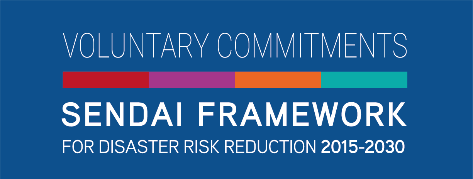 VOLUNTARY COMMITMENTS
SENDAI FRAMEWORK
FOR DISASTER RISK REDUCTION 2015-2030